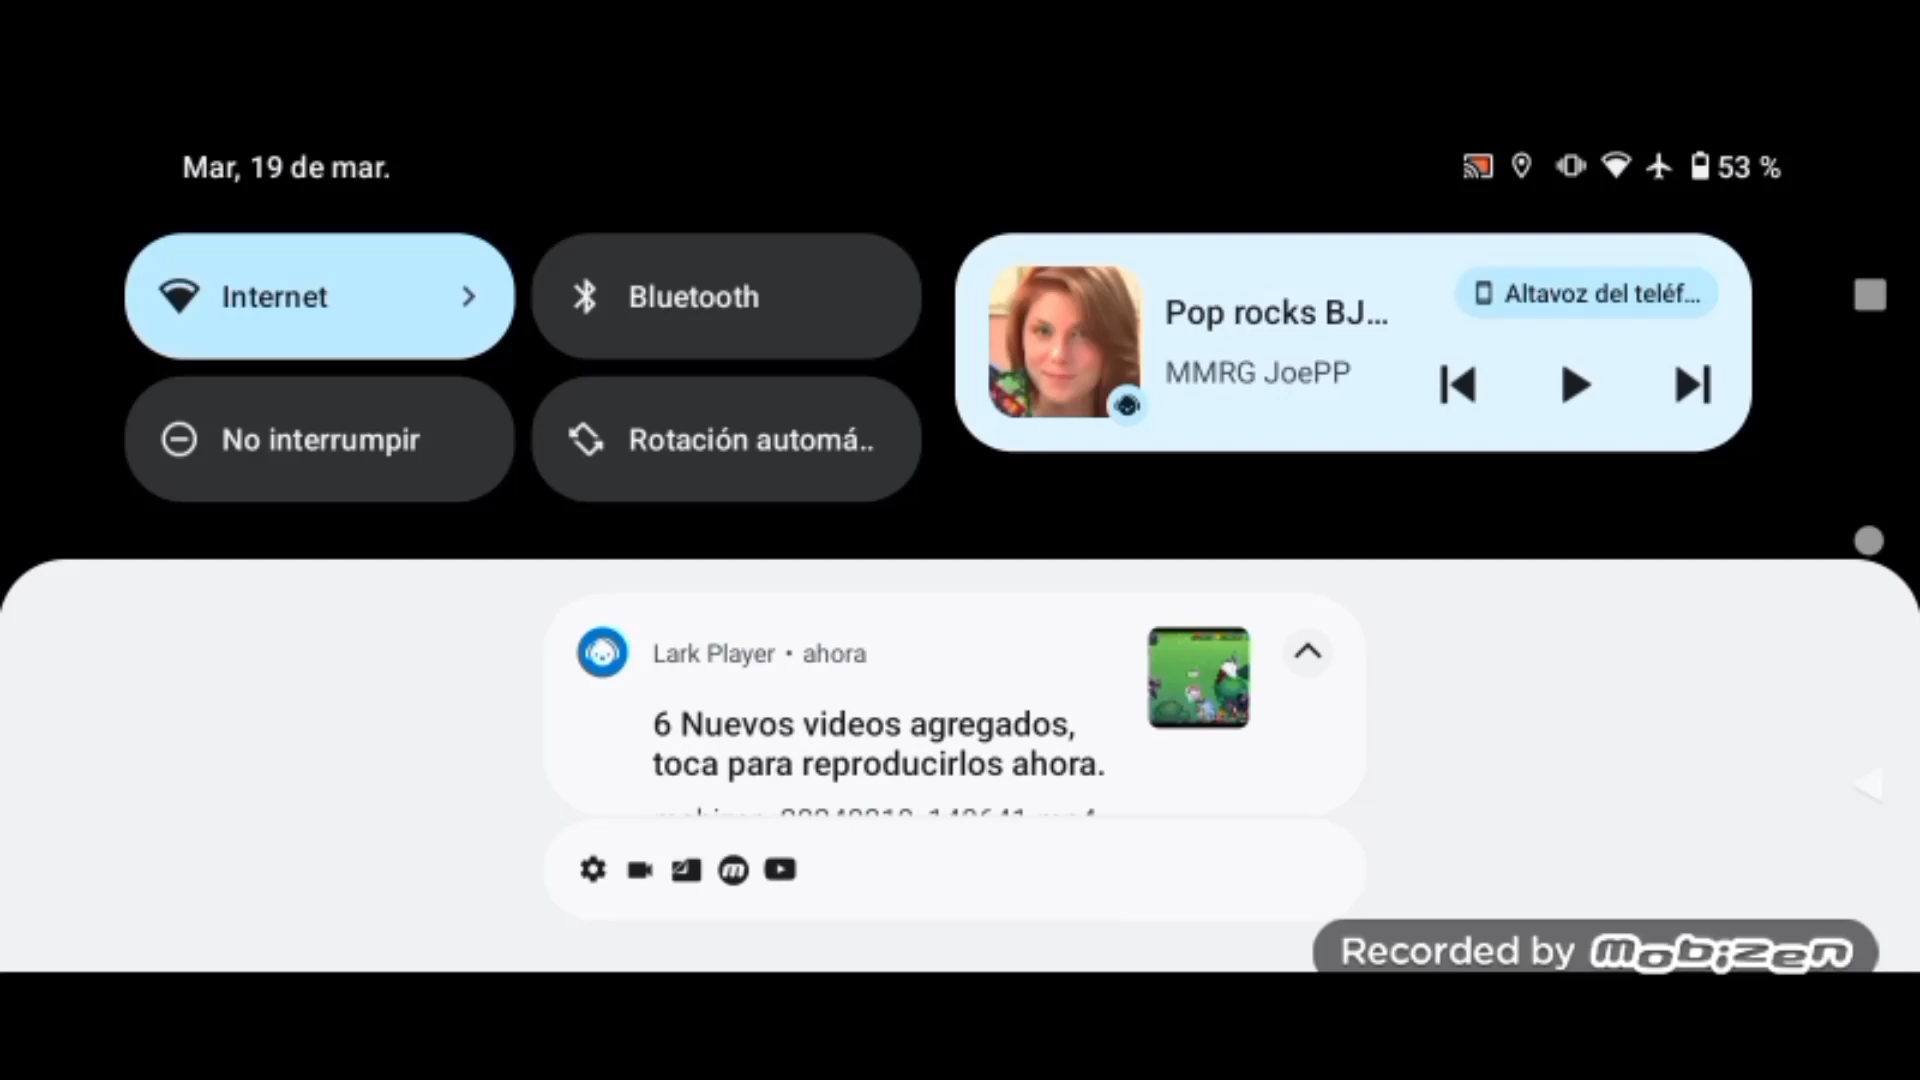 Mar, 19 de mar.
53 %
Internet
Bluetooth
No interrumpir
Rotación automá..
Pop rocks BJ...
MMRG JoePP
Altavoz del teléf...
Lark Player • ahora
6 Nuevos videos agregados,
toca para reproducirlos ahora.
Recorded by Mobizen